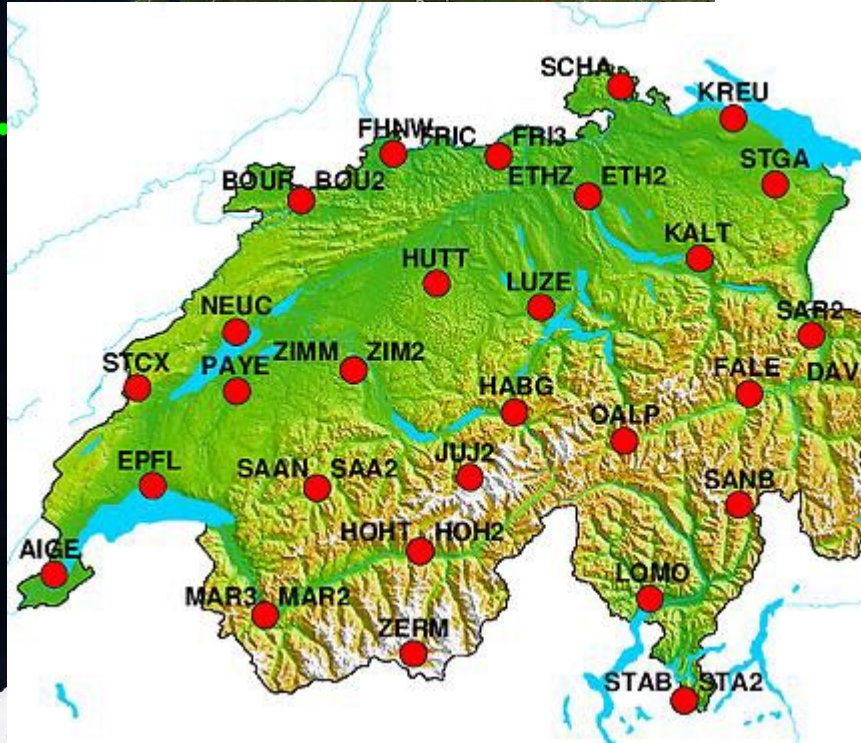 SCHA
KREU
FHNW FRIC FRI3
STGA
BOUR BOU2
ETHZ ETH2
KALT
HUTT
LUZE
NEUC
SAR2
STCX
PAYE
ZIMM ZIM2
FALE
DAV
HABG
OALP
EPFL
SAAN SAA2
JUJ2
SANB
HOHT HOH2
AIGE
LOMO
MAR3 MAR2
ZERM
STAB STA2